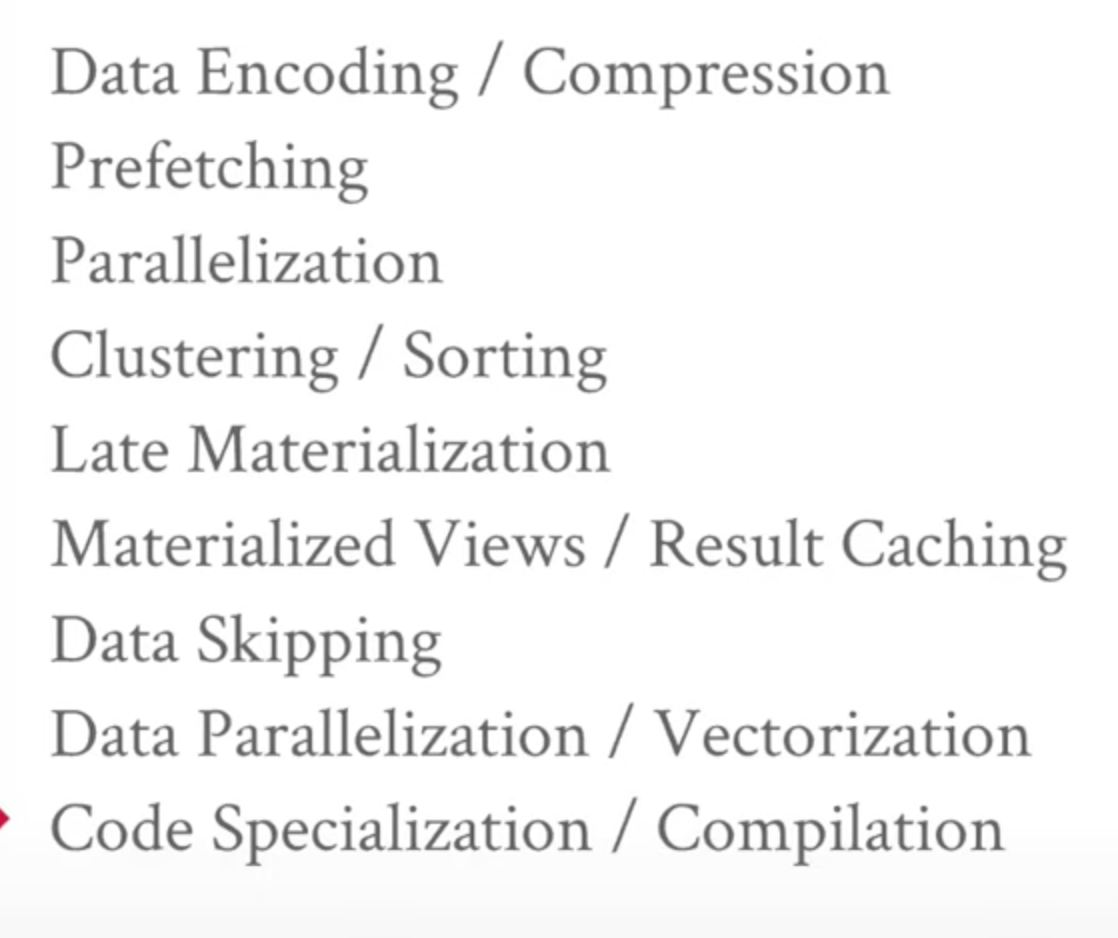 Data Encoding / Compression
Prefetching
Parallelization
Clustering / Sorting
Late Materialization
Materialized Views / Result Caching
Data Skipping
Data Parallelization / Vectorization
Code Specialization / Compilation